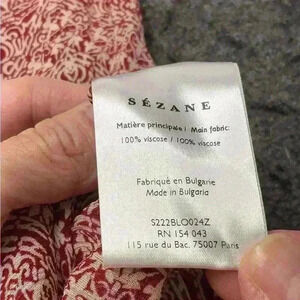 SÉZANE
Matière principale / Main fabric:
100% viscose / 100% viscose
Fabriqué en Bulgarie
Made in Bulgaria
S222BLO024Z
RN 154 043
115 rue du Bac. 75007 Paris